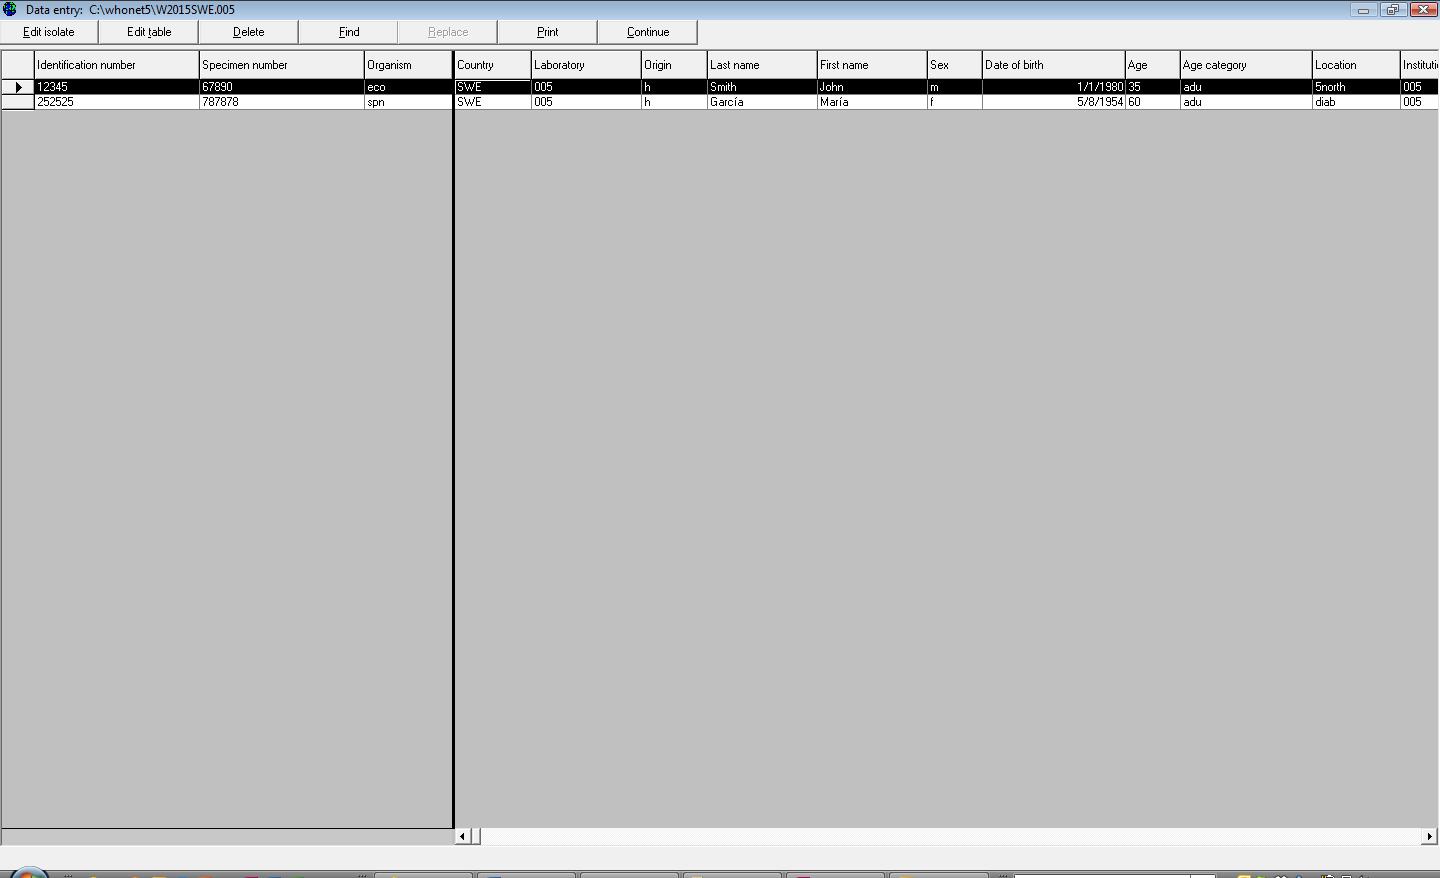 Data entry: C:\whonet5\W2015SWE.005
Edit isolate Edit table Delete Find Replace Print Continue
Identification number Specimen number Organism Country Laboratory Origin Last name First name Sex Date of birth Age Age category Location Instituti
12345 67890 eco SWE 005 h Smith John m 1/1/1980 35 adu 5north 005
252525 787878 spn SWE 005 h García María f 5/8/1954 60 adu diab 005